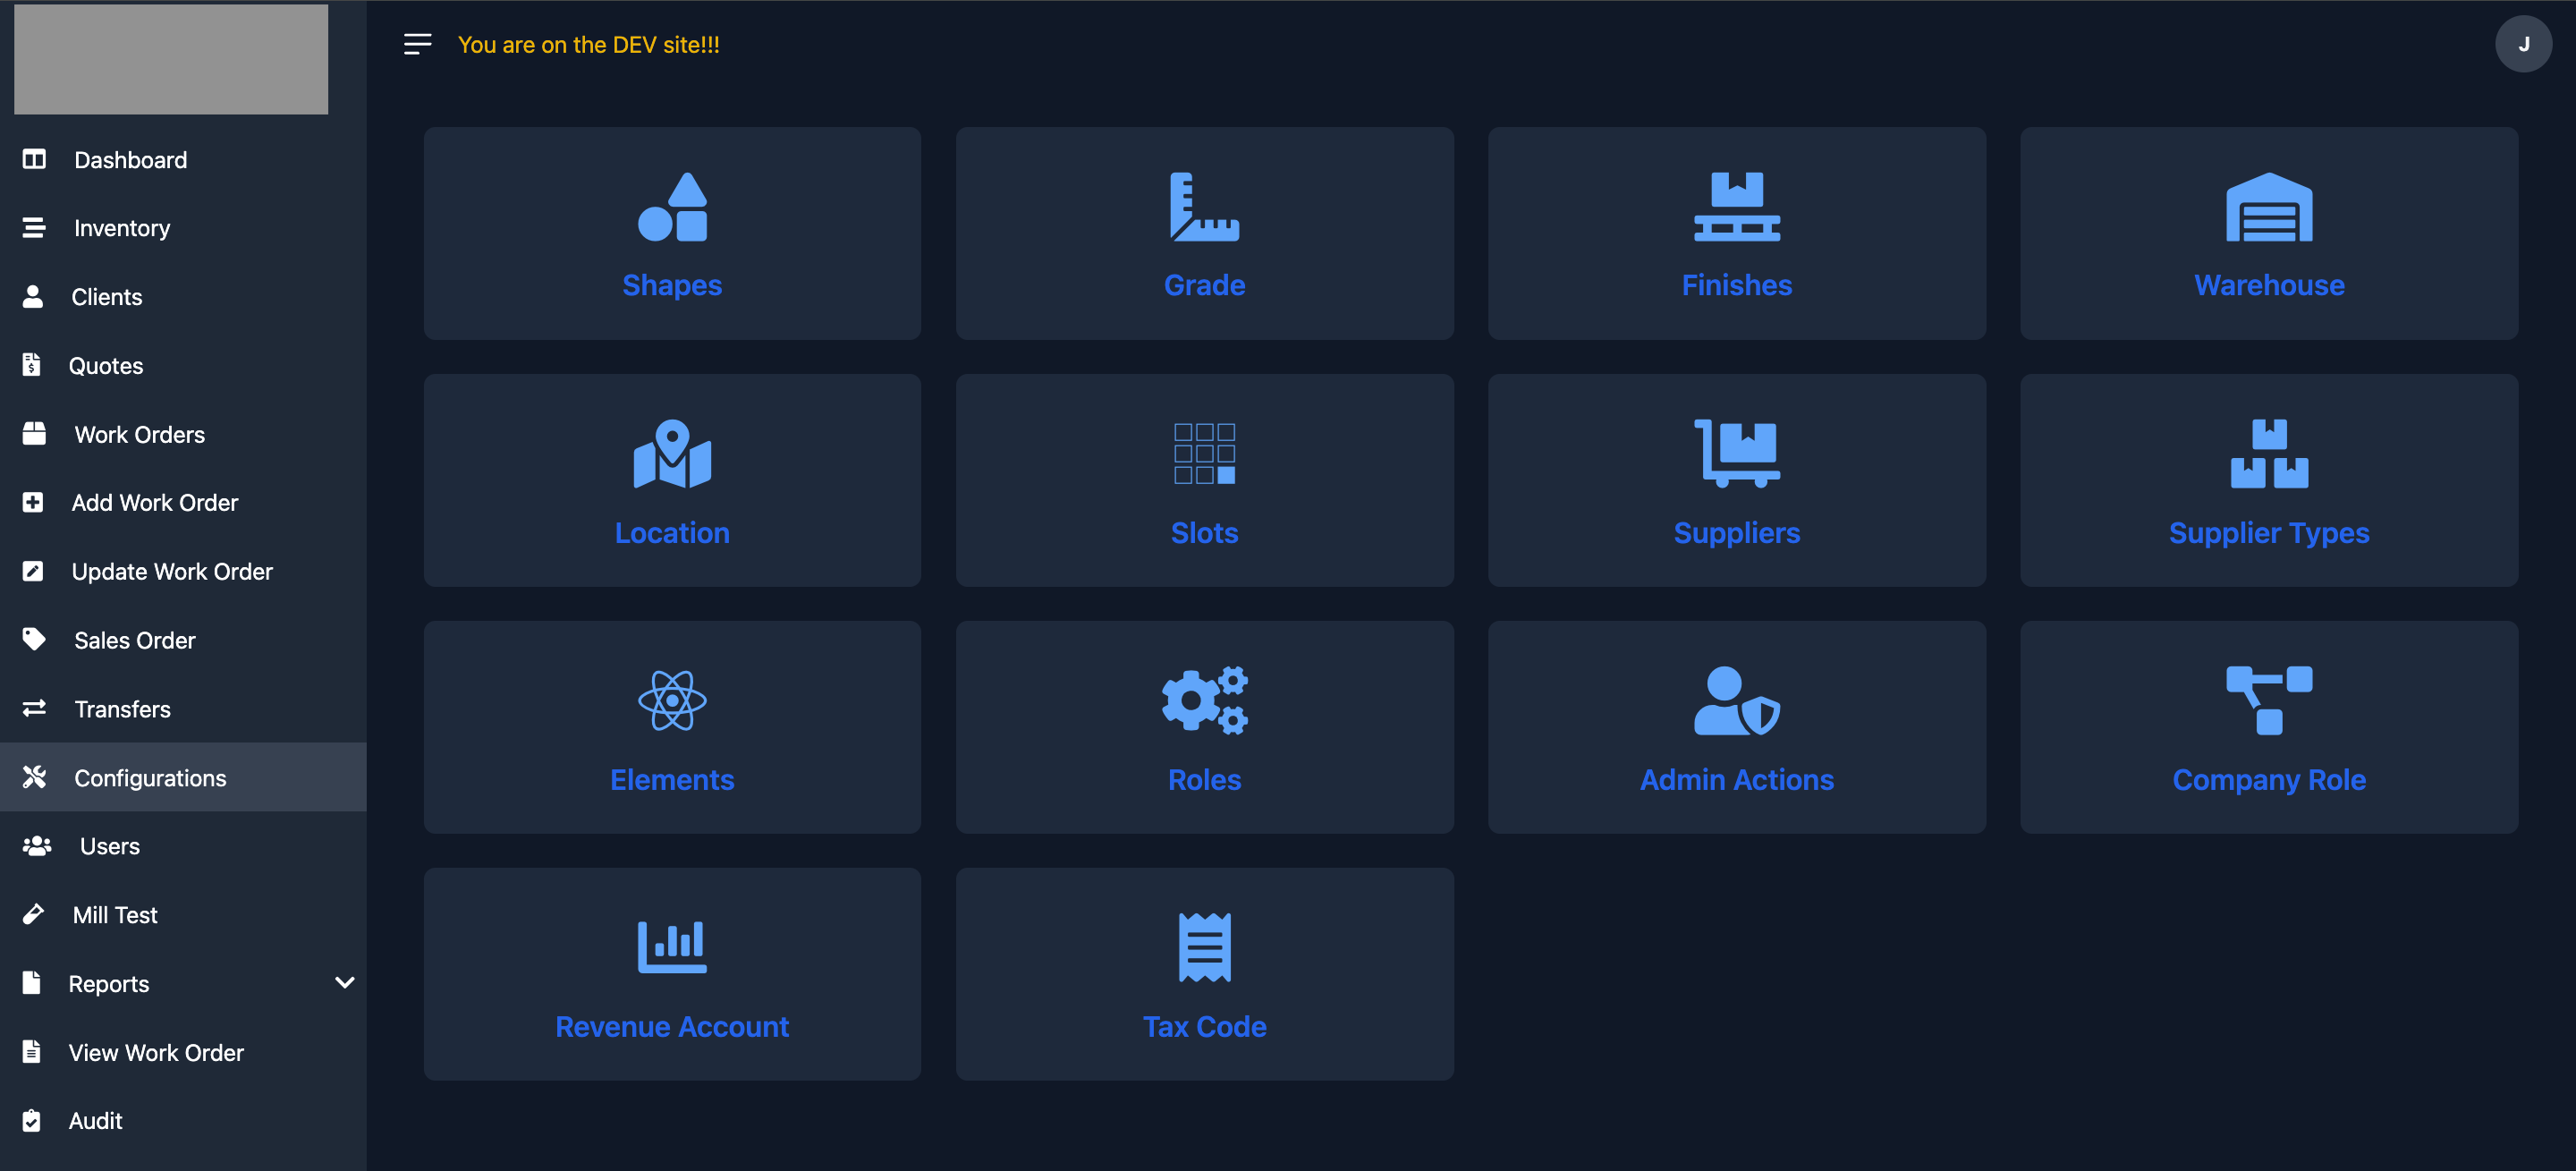 You are on the DEV site!!!
J
Dashboard
Inventory
Clients
Quotes
Work Orders
Add Work Order
Update Work Order
Sales Order
Transfers
Configurations
Users
Mill Test
Reports
View Work Order
Audit
Shapes
Grade
Finishes
Warehouse
Location
Slots
Suppliers
Supplier Types
Elements
Roles
Admin Actions
Company Role
Revenue Account
Tax Code